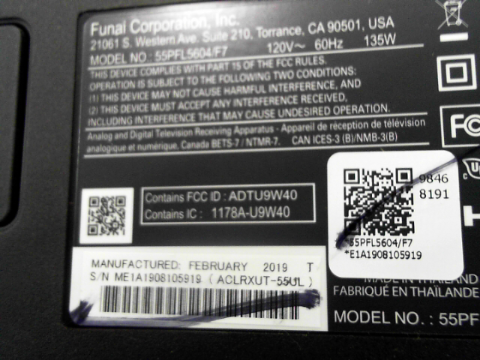 Funai Corporation, Inc.
21061 S. Western Ave. Suite 210, Torrance, CA 90501, USA
MODEL NO.: 55PFL5604/F7 120V~ 60Hz 135W
THIS DEVICE COMPLIES WITH PART 15 OF THE FCC RULES.
OPERATION IS SUBJECT TO THE FOLLOWING TWO CONDITIONS:
(1) THIS DEVICE MAY NOT CAUSE HARMFUL INTERFERENCE, AND
(2) THIS DEVICE MUST ACCEPT ANY INTERFERENCE RECEIVED,
INCLUDING INTERFERENCE THAT MAY CAUSE UNDESIRED OPERATION.
Analog and Digital Television Receiving Apparatus - Appareil de réception de télévision
analogique et numérique, Canada BETS-7 / NTMR-7. CAN ICES-3 (B)/NMB-3(B)
FC
Contains FCC ID: ADTU9W40
Contains IC : 1178A-U9W40
9846
8191
55PFL5604/F7
*E1A1908105919
MANUFACTURED: FEBRUARY 2019 T
S/N ME1A1908105919 (ACLRXUT-55UL)
MADE IN THAILAND
FABRIQUÉ EN THAÏLANDE
MODEL NO. : 55PF